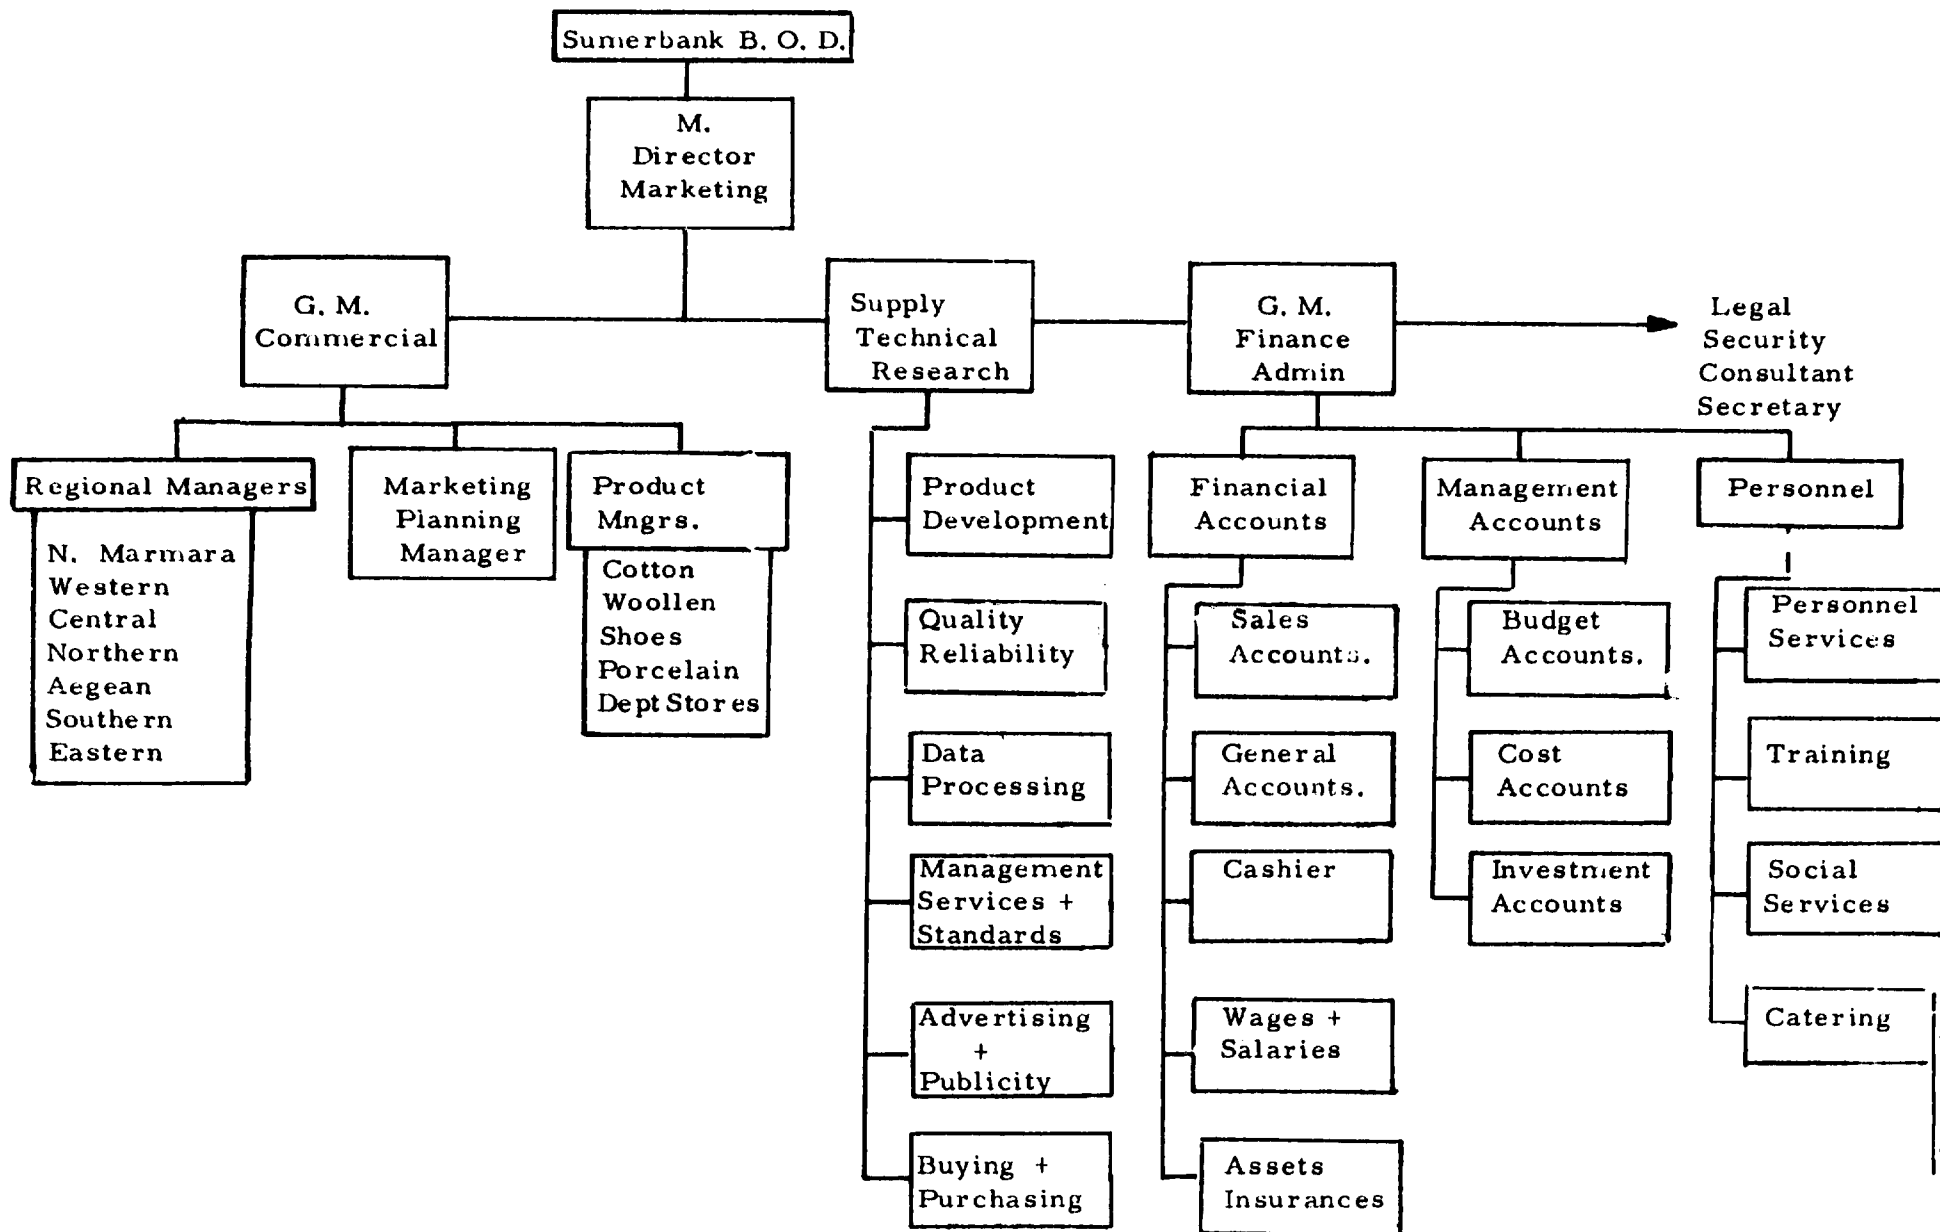 Sumerbank B. O. D.
M.
Director
Marketing
G. M.
Commercial
Supply
Technical
Research
G. M.
Finance
Admin
Legal
Security
Consultant
Secretary
Regional Managers
N. Marmara
Western
Central
Northern
Aegean
Southern
Eastern
Marketing
Planning
Manager
Product
Mngrs.
Cotton
Woollen
Shoes
Porcelain
Dept Stores
Product
Development
Quality
Reliability
Data
Processing
Management
Services +
Standards
Advertising
+
Publicity
Buying +
Purchasing
Financial
Accounts
Sales
Accounts.
General
Accounts.
Cashier
Wages +
Salaries
Assets
Insurances
Management
Accounts
Budget
Accounts.
Cost
Accounts
Investment
Accounts
Personnel
Personnel
Services
Training
Social
Services
Catering